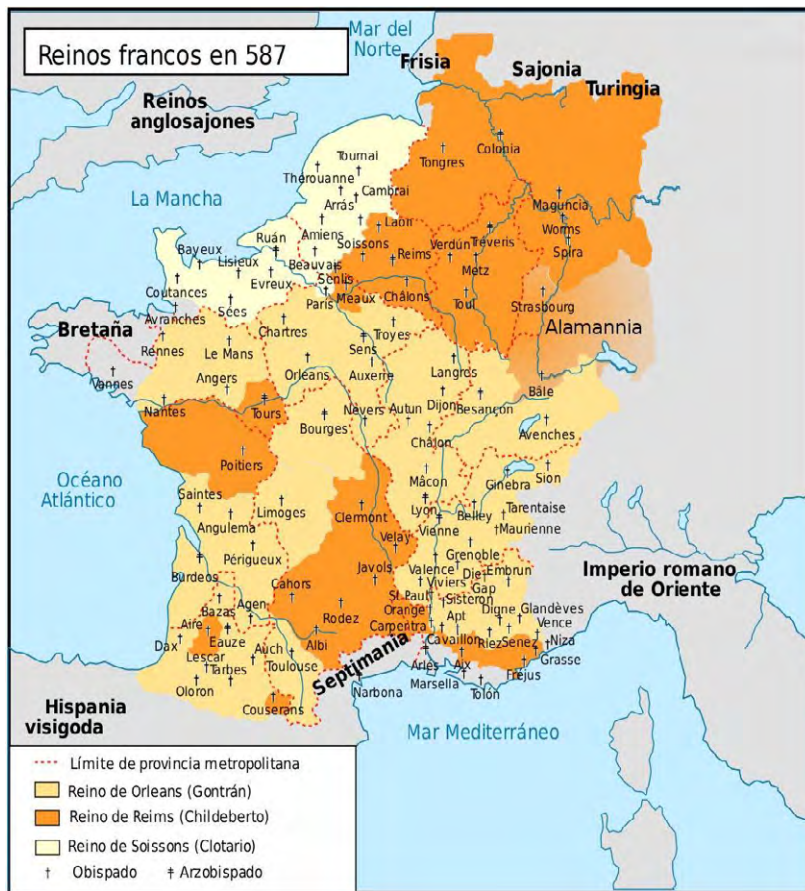 Reinos francos en 587
Mar del
Norte
Frisia
Sajonia
Turingia
Reinos
anglosajones
Tournai
Colonia
Tongres
Thérouanne
Cambrai
Arrás
La Mancha
Maguncia
Laon
Amiens
Worms
Ruán
Soissons
Verdún
Tréveris
Bayeux
Lisieux
Beauvais
Reims
Spira
Metz
Senlis
Evreux
Coutances
Meaux
Châlons
Toul
Strasbourg
Sées
París
Avranches
Alamannia
Bretaña
Chartres
Troyes
Rennes
Le Mans
Sens
Orleáns
Langres
Vannes
Angers
Auxerre
Bâle
Nantes
Tours
Nevers
Autun
Dijon
Besançon
Bourges
Châlon
Avenches
Poitiers
Océano
Atlántico
Mâcon
Ginebra
Sion
Saintes
Limoges
Clermont
Lyon
Belley
Tarentaise
Angulema
Vienne
Maurienne
Velay
Périgueux
Grenoble
Burdeos
Javols
Valence
Die
Embrun
Imperio romano
de Oriente
Cahors
Viviers
Gap
Bazas
Agen
St.Paul
Sisteron
Orange
Digne
Glandèves
Aire
Rodez
Carpentra
Apt
Vence
Eauze
Albi
Cavaillon
Riez
Senez
Niza
Dax
Auch
Lescar
Toulouse
Septimania
Grasse
Tarbes
Arles
Aix
Fréjus
Oloron
Narbona
Marsella
Tolón
Couserans
Hispania
visigoda
Mar Mediterráneo
Límite de provincia metropolitana
Reino de Orleans (Gontrán)
Reino de Reims (Childeberto)
Reino de Soissons (Clotario)
Obispado
Arzobispado